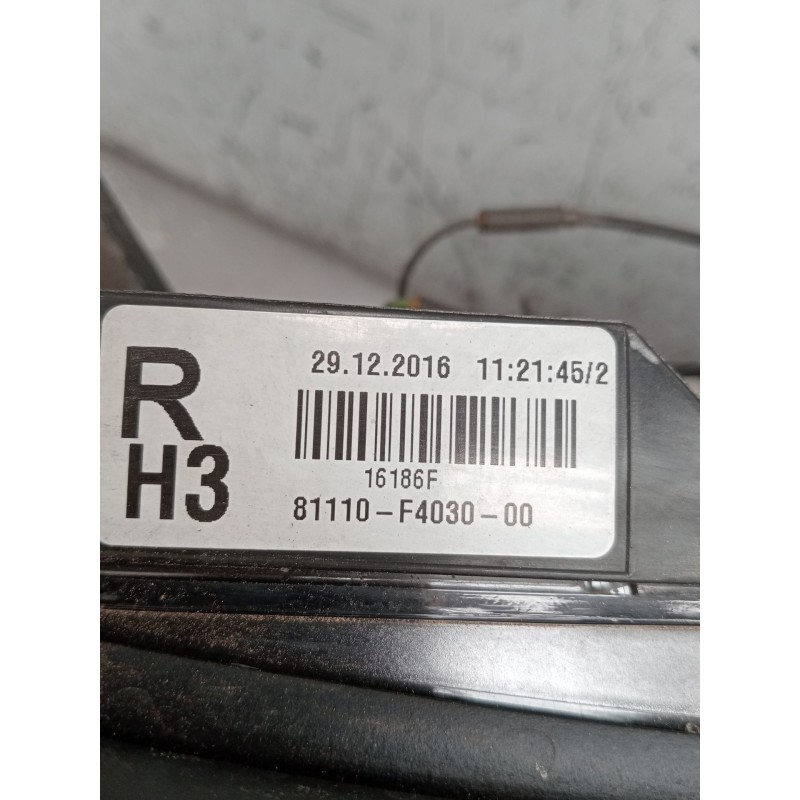 R
H3
29.12.2016 11:21:45/2
16186F
81110-F4030-00